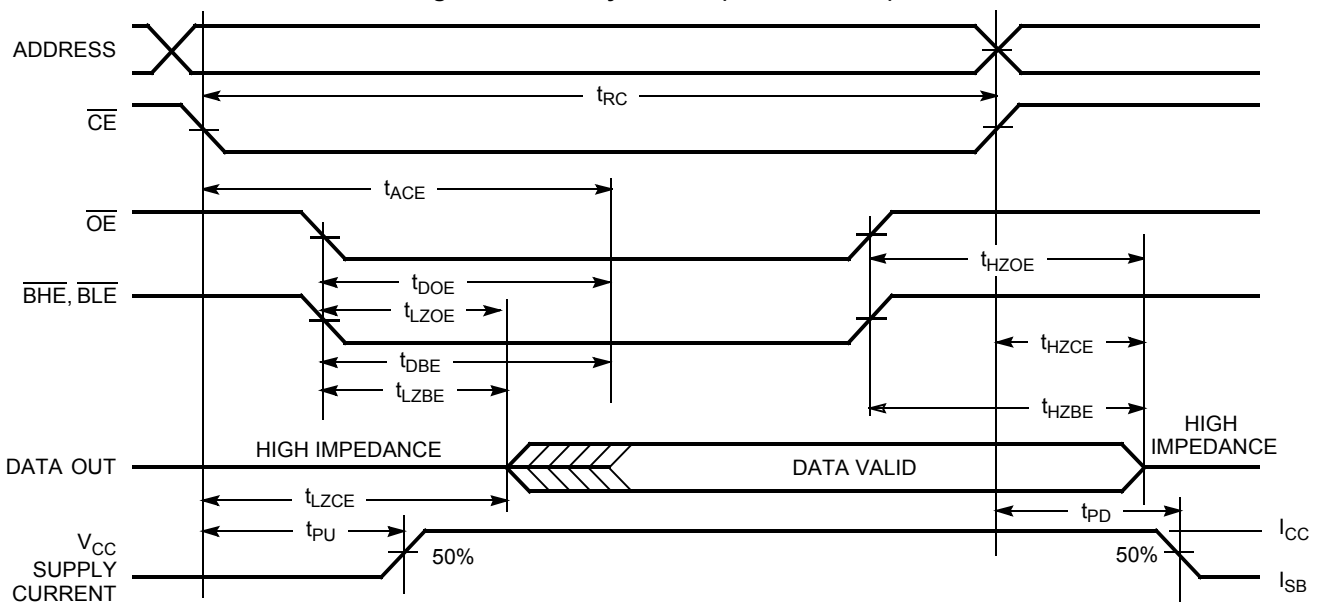 ADDRESS
tRC
CE
tACE
OE
tHZOE
tDOE
BHE, BLE
tLZOE
tHZCE
tDBE
tLZBE
tHZBE
HIGH IMPEDANCE
HIGH
IMPEDANCE
DATA OUT
DATA VALID
tLZCE
tPU
tPD
VCC
SUPPLY
CURRENT
50%
50%
ICC
ISB